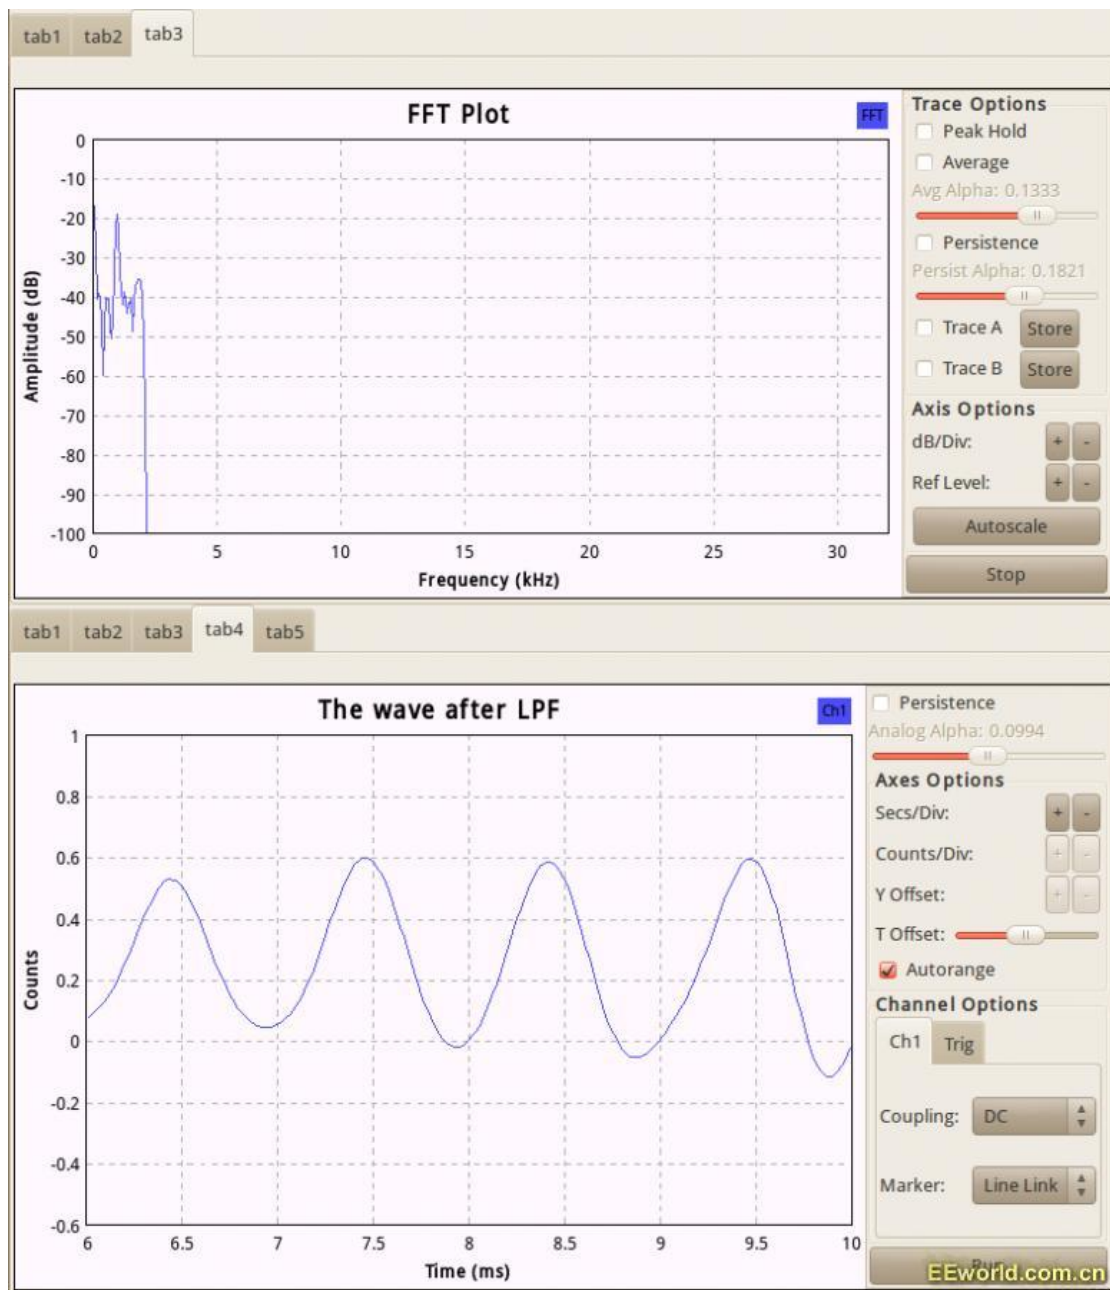 tab1 tab2 tab3
FFT Plot
FFT
0
-10
-20
-30
-40
-50
-60
-70
-80
-90
-100
Amplitude (dB)
0 5 10 15 20 25 30
Frequency (kHz)
Trace Options
Peak Hold
Average
Avg Alpha: 0.1333
Persistence
Persist Alpha: 0.1821
Trace A Store
Trace B Store
Axis Options
dB/Div: + -
Ref Level: + -
Autoscale
Stop
tab1 tab2 tab3 tab4 tab5
The wave after LPF
Ch1
1
0.8
0.6
0.4
0.2
0
-0.2
-0.4
-0.6
Counts
6 6.5 7 7.5 8 8.5 9 9.5 10
Time (ms)
Persistence
Analog Alpha: 0.0994
Axes Options
Secs/Div: + -
Counts/Div: + -
Y Offset: + -
T Offset:
Autorange
Channel Options
Ch1 Trig
Coupling: DC
Marker: Line Link
EEworld.com.cn